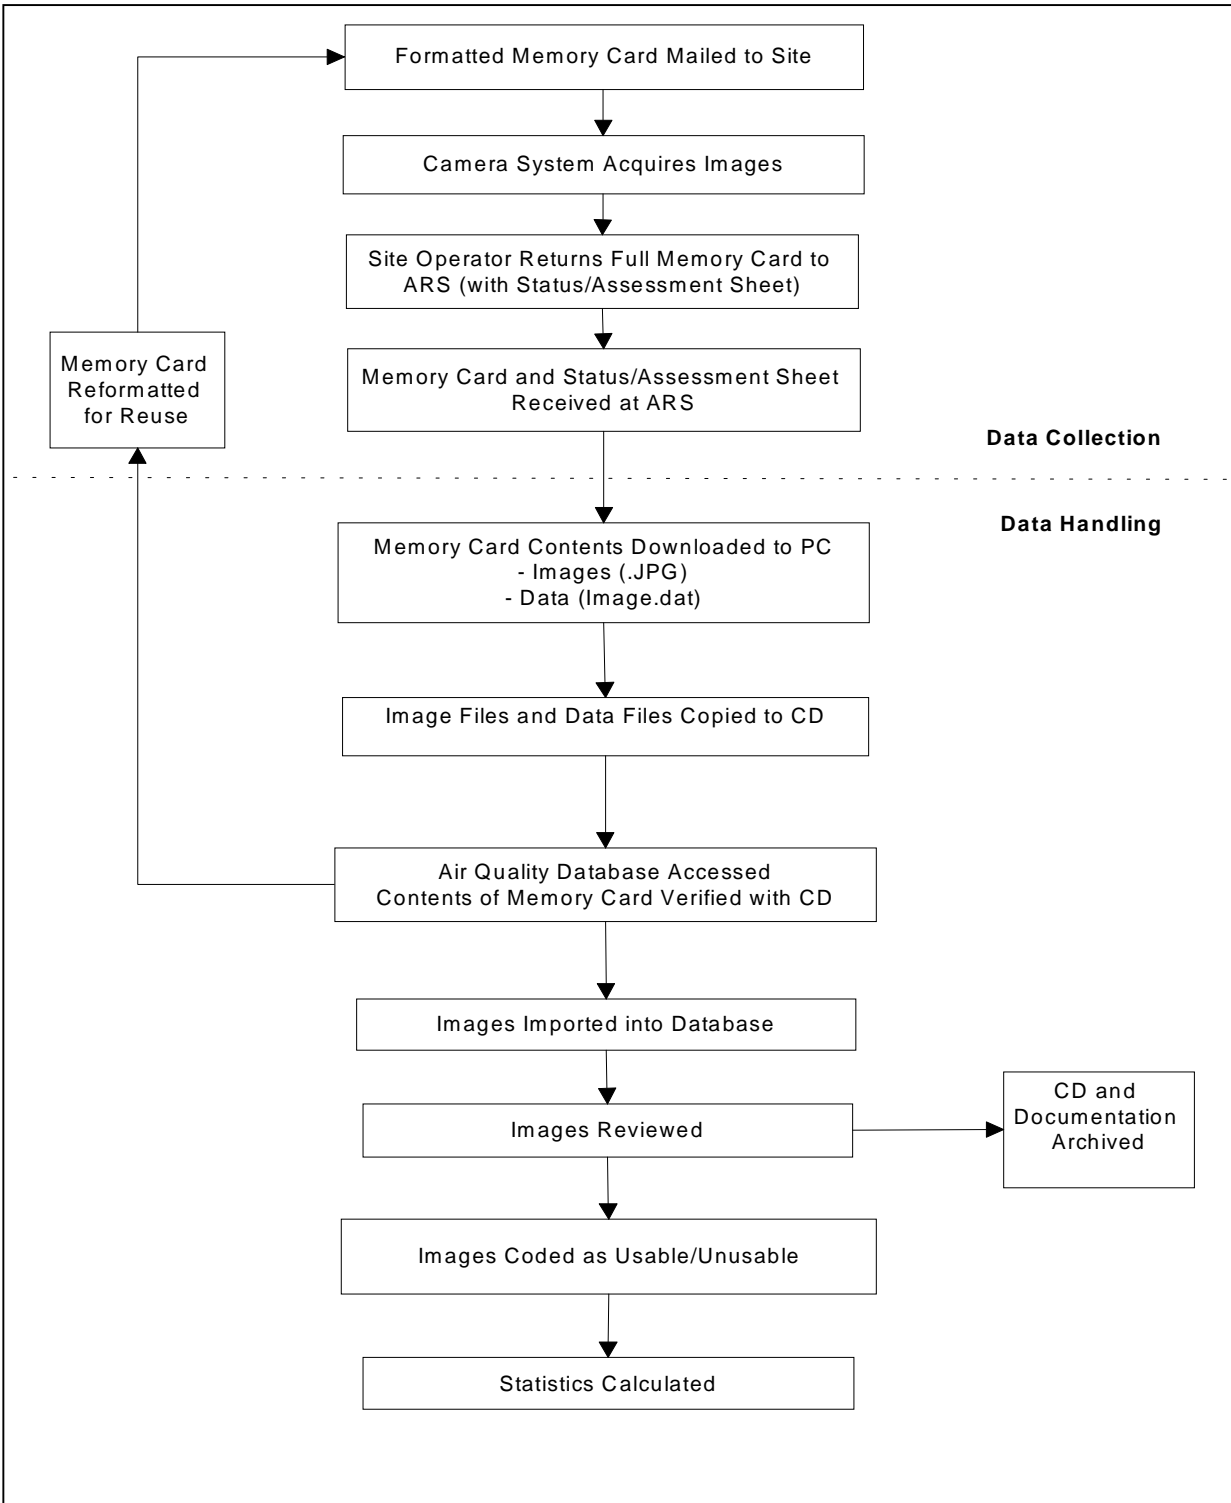 Formatted Memory Card Mailed to Site
Camera System Acquires Images
Site Operator Returns Full Memory Card to
ARS (with Status/Assessment Sheet)
Memory Card
Reformatted
for Reuse
Memory Card and Status/Assessment Sheet
Received at ARS
Data Collection
Data Handling
Memory Card Contents Downloaded to PC
- Images (.JPG)
- Data (Image.dat)
Image Files and Data Files Copied to CD
Air Quality Database Accessed
Contents of Memory Card Verified with CD
Images Imported into Database
Images Reviewed
CD and
Documentation
Archived
Images Coded as Usable/Unusable
Statistics Calculated